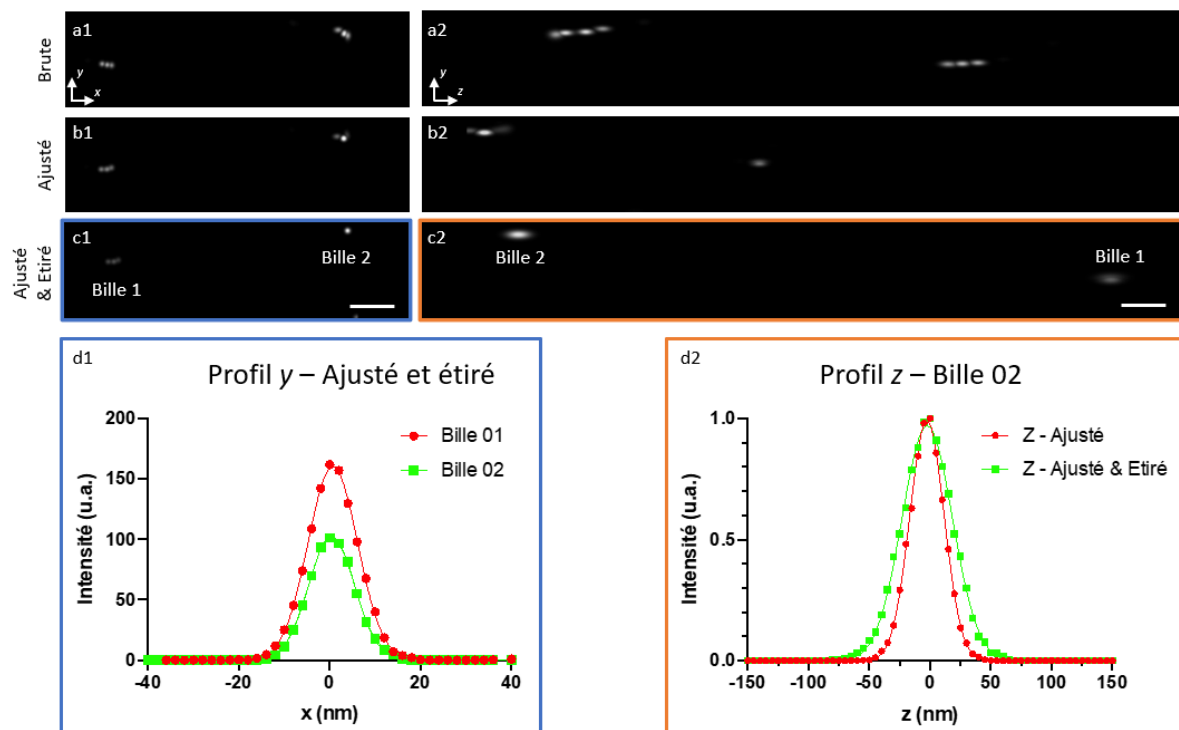 Brute
a1
y
x
a2
y
z
Ajusté
b1
b2
Ajusté
& Etiré
c1
Bille 1
Bille 2
c2
Bille 2
Bille 1
d1
Profil y – Ajusté et étiré
200
150
100
50
0
Intensité (u.a.)
Bille 01
Bille 02
-40
-20
0
20
40
x (nm)
d2
Profil z – Bille 02
1.0
0.5
0.0
Intensité (u.a.)
Z - Ajusté
Z - Ajusté & Etiré
-150
-100
-50
0
50
100
150
z (nm)